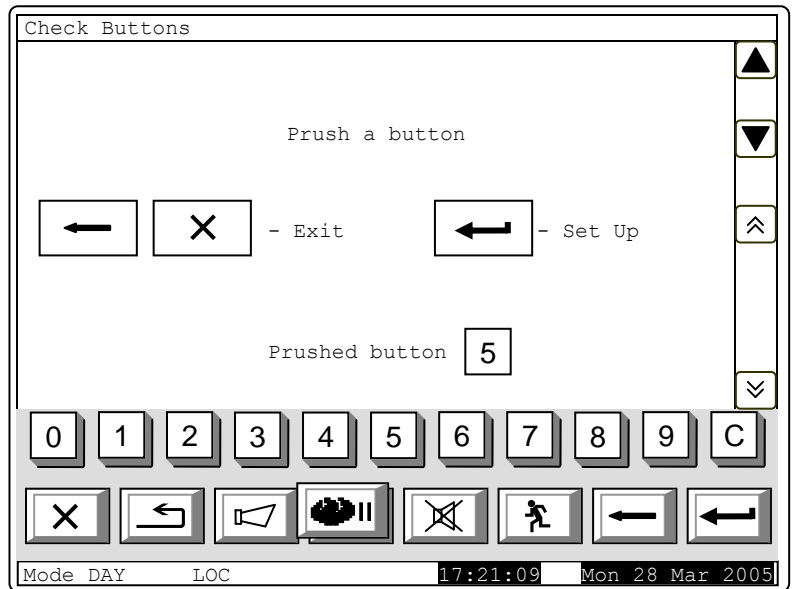 Check Buttons
Prush a button
- Exit - Set Up
Prushed button 5
0 1 2 3 4 5 6 7 8 9 C
Mode DAY LOC 17:21:09 Mon 28 Mar 2005